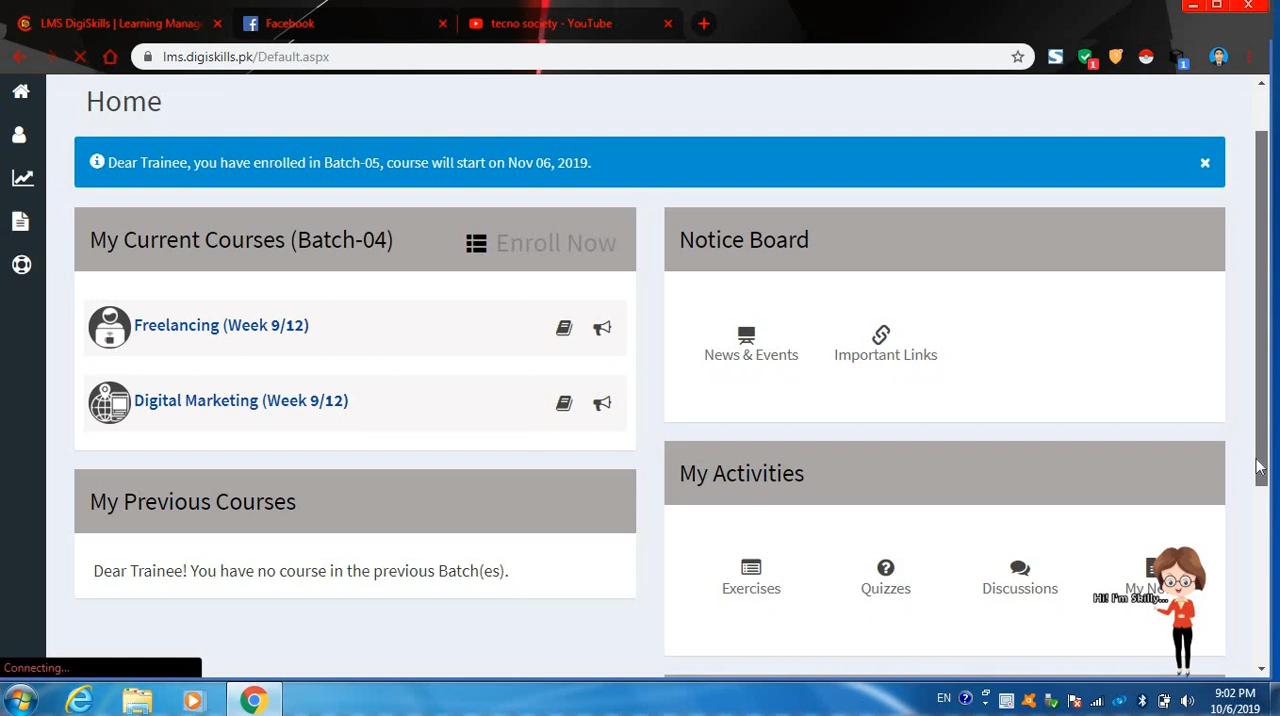 LMS DigiSkills | Learning Manag
Facebook
tecno society - YouTube
lms.digiskills.pk/Default.aspx
1
1
Home
Dear Trainee, you have enrolled in Batch-05, course will start on Nov 06, 2019.
My Current Courses (Batch-04)
Enroll Now
Freelancing (Week 9/12)
Digital Marketing (Week 9/12)
My Previous Courses
Dear Trainee! You have no course in the previous Batch(es).
Notice Board
News & Events
Important Links
My Activities
Exercises
Quizzes
Discussions
My No
Hi! I'm Skilly...
Connecting...
EN
9:02 PM
10/6/2019